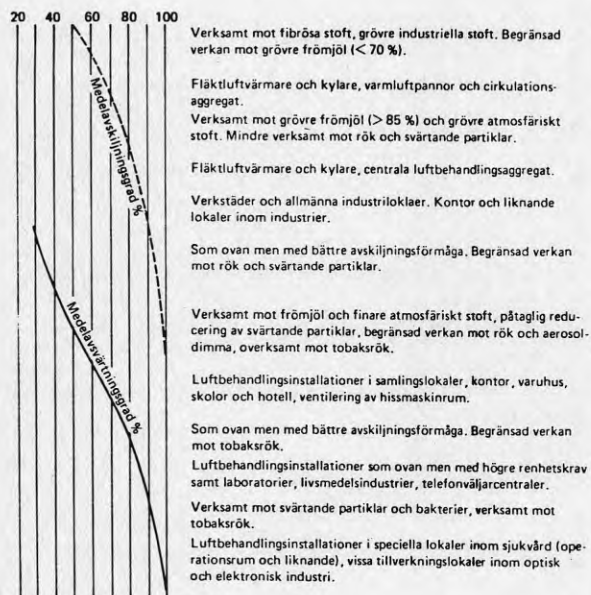 20 40 60 80 100
Verksamt mot fibrösa stoft, grövre industriella stoft. Begränsad
verkan mot grövre frömjöl (< 70 %).
Fläktluftvärmare och kylare, varmluftpannor och cirkulations-
aggregat.
Verksamt mot grövre frömjöl (> 85 %) och grövre atmosfäriskt
stoft. Mindre verksamt mot rök och svärtande partiklar.
Fläktluftvärmare och kylare, centrala luftbehandlingsaggregat.
Verkstäder och allmänna industriloklaer. Kontor och liknande
lokaler inom industrier.
Som ovan men med bättre avskiljningsförmåga. Begränsad verkan
mot rök och svärtande partiklar.
Verksamt mot frömjöl och finare atmosfäriskt stoft, påtaglig redu-
cering av svärtande partiklar, begränsad verkan mot rök och aerosol-
dimma, overksamt mot tobaksrök.
Luftbehandlingsinstallationer i samlingslokaler, kontor, varuhus,
skolor och hotell, ventilering av hissmaskinrum.
Som ovan men med bättre avskiljningsförmåga. Begränsad verkan
mot tobaksrök.
Luftbehandlingsinstallationer som ovan men med högre renhetskrav
samt laboratorier, livsmedelsindustrier, telefonväljarcentraler.
Verksamt mot svärtande partiklar och bakterier, verksamt mot
tobaksrök.
Luftbehandlingsinstallationer i speciella lokaler inom sjukvård (ope-
rationsrum och liknande), vissa tillverkningslokaler inom optisk
och elektronisk industri.
Medelavskiljningsgrad %
Medelavsvärtningsgrad %